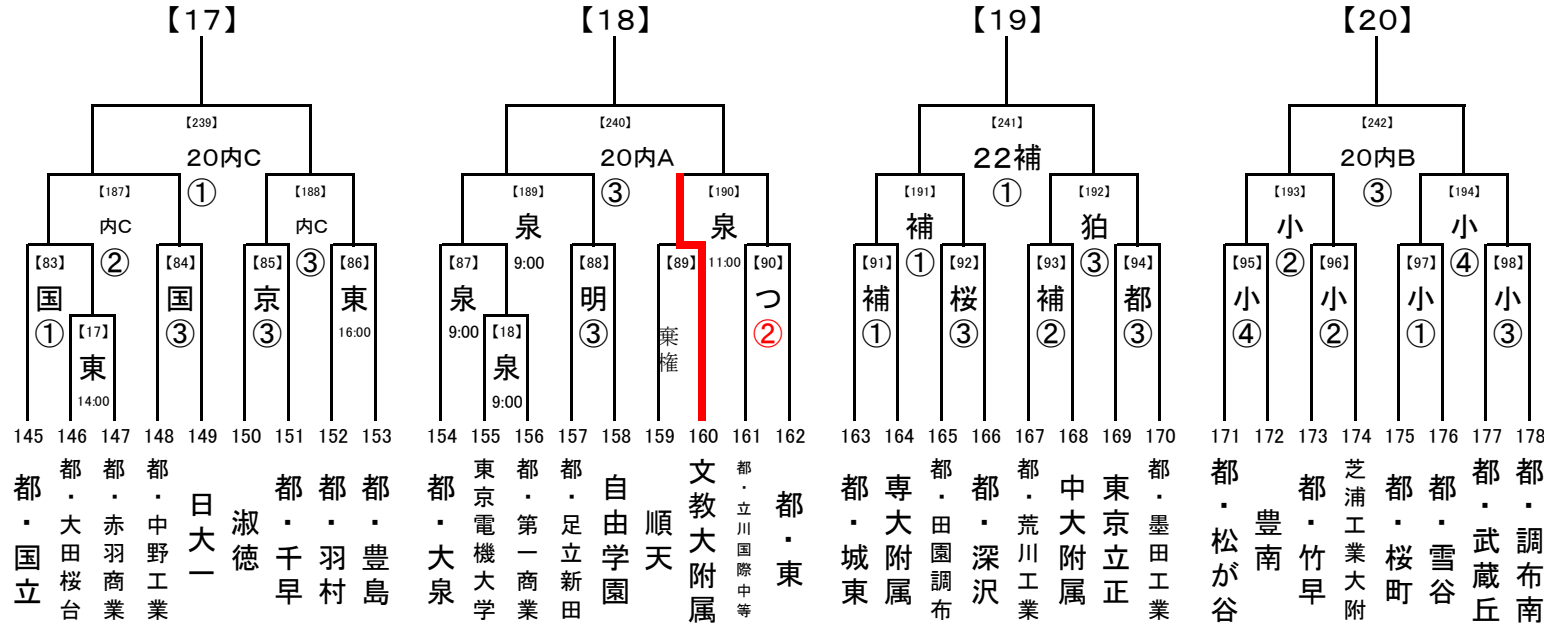 【17】 【18】 【19】 【20】
【239】 【240】 【241】 【242】
20内C 20内A 22補 20内B
① ③ ① ③
【187】 【188】 【189】 【190】 【191】 【192】 【193】 【194】
内C 内C 泉 泉 補 狛 小 小
② ③ 9:00 11:00 ① ③ ② ④
【83】 【84】 【85】 【86】 【87】 【88】 【89】 【90】 【91】 【92】 【93】 【94】 【95】 【96】 【97】 【98】
国 国 京 東 泉 明 つ 補 桜 補 都 小 小 小 小
① ③ ③ 16:00 9:00 ③ 棄権 ② ① ③ ② ③ ④ ② ① ③
【17】 【18】
東 泉
14:00 9:00
145 146 147 148 149 150 151 152 153 154 155 156 157 158 159 160 161 162 163 164 165 166 167 168 169 170 171 172 173 174 175 176 177 178
都・国立
都・大田桜台
都・赤羽商業
都・中野工業
日大一
淑徳
都・千早
都・羽村
都・豊島
都・大泉
東京電機大学
都・第一商業
都・足立新田
自由学園
順天
文教大附属
都・立川国際中等
都・東
都・城東
専大附属
都・田園調布
都・深沢
都・荒川工業
中大附属
東京立正
都・墨田工業
都・松が谷
豊南
都・竹早
芝浦工業大附
都・桜町
都・雪谷
都・武蔵丘
都・調布南